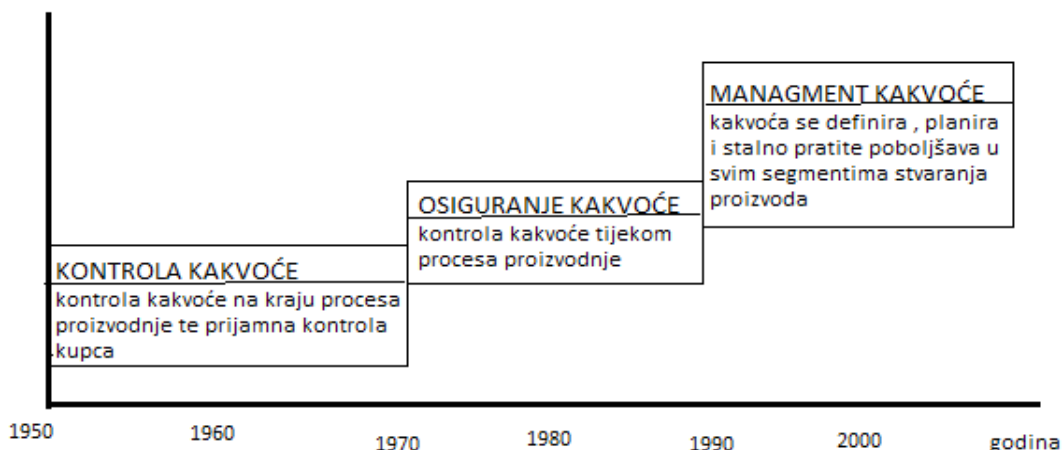 MANAGMENT KAKVOĆE
kakvoća se definira , planira
i stalno pratite poboljšava u
svim segmentima stvaranja
proizvoda
OSIGURANJE KAKVOĆE
kontrola kakvoće tijekom
procesa proizvodnje
KONTROLA KAKVOĆE
kontrola kakvoće na kraju procesa
proizvodnje te prijamna kontrola
kupca
1950 1960 1970 1980 1990 2000 godina